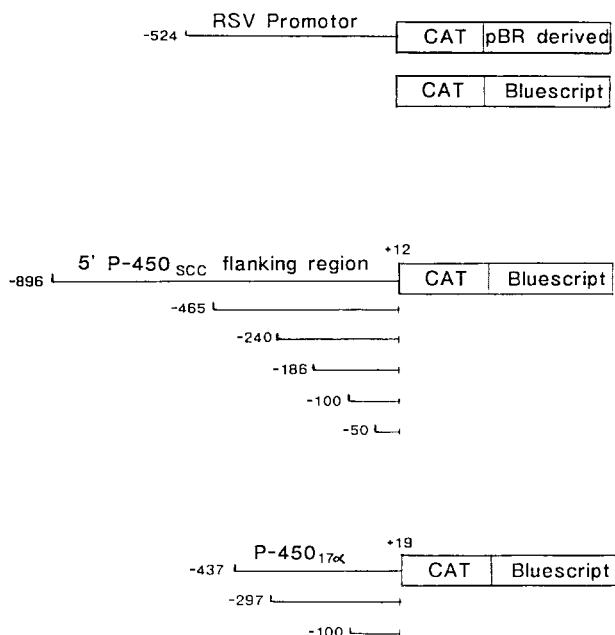 RSV Promotor
-524 CAT pBR derived
CAT Bluescript
+12
5' P-450SCC flanking region
-896 CAT Bluescript
-465
-240
-186
-100
-50
+19
P-45017α
-437 CAT Bluescript
-297
-100